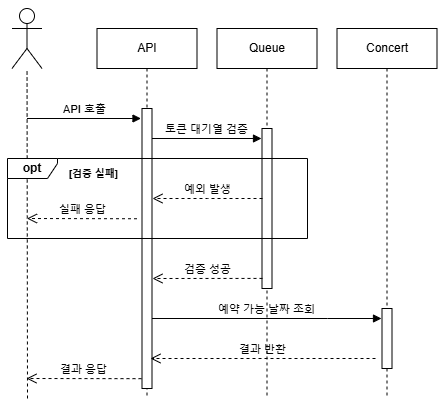 API
Queue
Concert
API 호출
토큰 대기열 검증
opt
[검증 실패]
예외 발생
실패 응답
검증 성공
예약 가능 날짜 조회
결과 반환
결과 응답